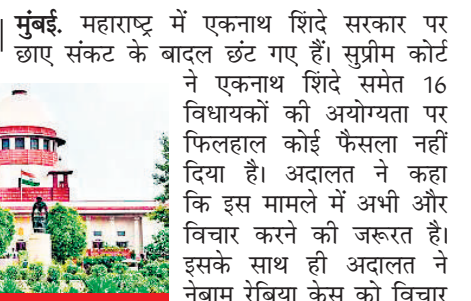 मुंबई. महाराष्ट्र में एकनाथ शिंदे सरकार पर
छाए संकट के बादल छंट गए हैं। सुप्रीम कोर्ट
ने एकनाथ शिंदे समेत 16
विधायकों की अयोग्यता पर
फिलहाल कोई फैसला नहीं
दिया है। अदालत ने कहा
कि इस मामले में अभी और
विचार करने की जरूरत है।
इसके साथ ही अदालत ने
नेबाम रेबिया केस को विचार